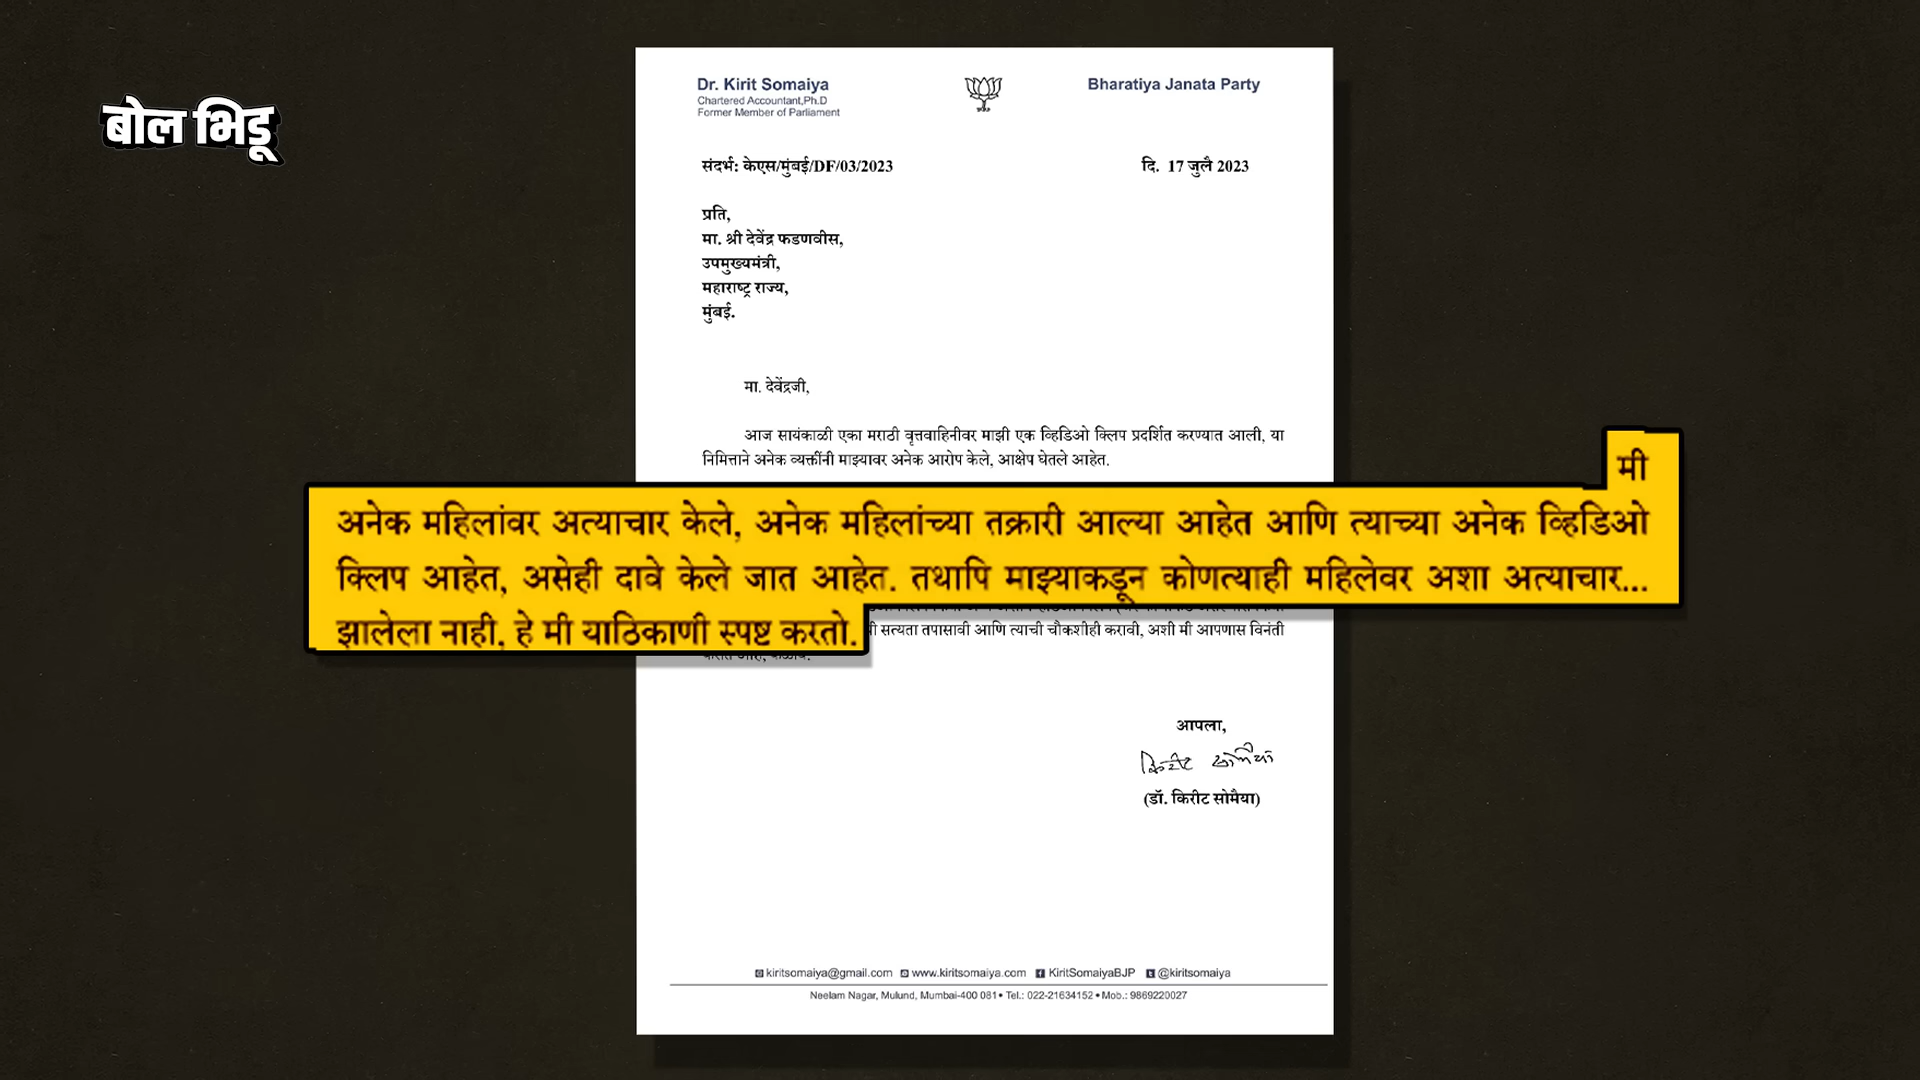 बोल भिडू
Dr. Kirit Somaiya
Chartered Accountant,Ph.D
Former Member of Parliament
Bharatiya Janata Party
संदर्भ: केएस/मुंबई/DF/03/2023
दि. 17 जुलै 2023
प्रति,
मा. श्री देवेंद्र फडणवीस,
उपमुख्यमंत्री,
महाराष्ट्र राज्य,
मुंबई.
मा. देवेंद्रजी,
आज सायंकाळी एका मराठी वृत्तवाहिनीवर माझी एक व्हिडिओ क्लिप प्रदर्शित करण्यात आली, या
निमित्ताने अनेक व्यक्तींनी माझ्यावर अनेक आरोप केले, आक्षेप घेतले आहेत.
मी
अनेक महिलांवर अत्याचार केले, अनेक महिलांच्या तक्रारी आल्या आहेत आणि त्याच्या अनेक व्हिडिओ
क्लिप आहेत, असेही दावे केले जात आहेत. तथापि माझ्याकडून कोणत्याही महिलेवर अशा अत्याचार...
झालेला नाही, हे मी याठिकाणी स्पष्ट करतो.
सत्यता तपासावी आणि त्याची चौकशीही करावी, अशी मी आपणास विनंती
आपला,
किरीट सोमैया
(डॉ. किरीट सोमैया)
kiritsomaiya@gmail.com www.kiritsomaiya.com KiritSomaiyaBJP @kiritsomaiya
Neelam Nagar, Mulund, Mumbai-400 081• Tel.: 022-21634152 • Mob.: 9869220027